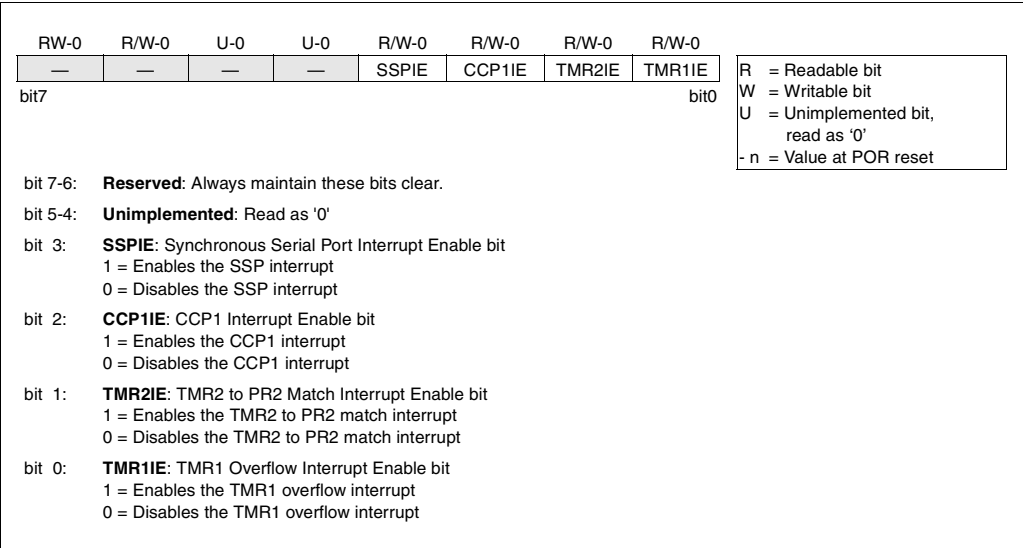 RW-0 R/W-0 U-0 U-0 R/W-0 R/W-0 R/W-0 R/W-0
— — — — SSPIE CCP1IE TMR2IE TMR1IE
bit7 bit0
R = Readable bit
W = Writable bit
U = Unimplemented bit,
read as ‘0’
- n = Value at POR reset
bit 7-6: Reserved: Always maintain these bits clear.
bit 5-4: Unimplemented: Read as '0'
bit 3: SSPIE: Synchronous Serial Port Interrupt Enable bit
1 = Enables the SSP interrupt
0 = Disables the SSP interrupt
bit 2: CCP1IE: CCP1 Interrupt Enable bit
1 = Enables the CCP1 interrupt
0 = Disables the CCP1 interrupt
bit 1: TMR2IE: TMR2 to PR2 Match Interrupt Enable bit
1 = Enables the TMR2 to PR2 match interrupt
0 = Disables the TMR2 to PR2 match interrupt
bit 0: TMR1IE: TMR1 Overflow Interrupt Enable bit
1 = Enables the TMR1 overflow interrupt
0 = Disables the TMR1 overflow interrupt